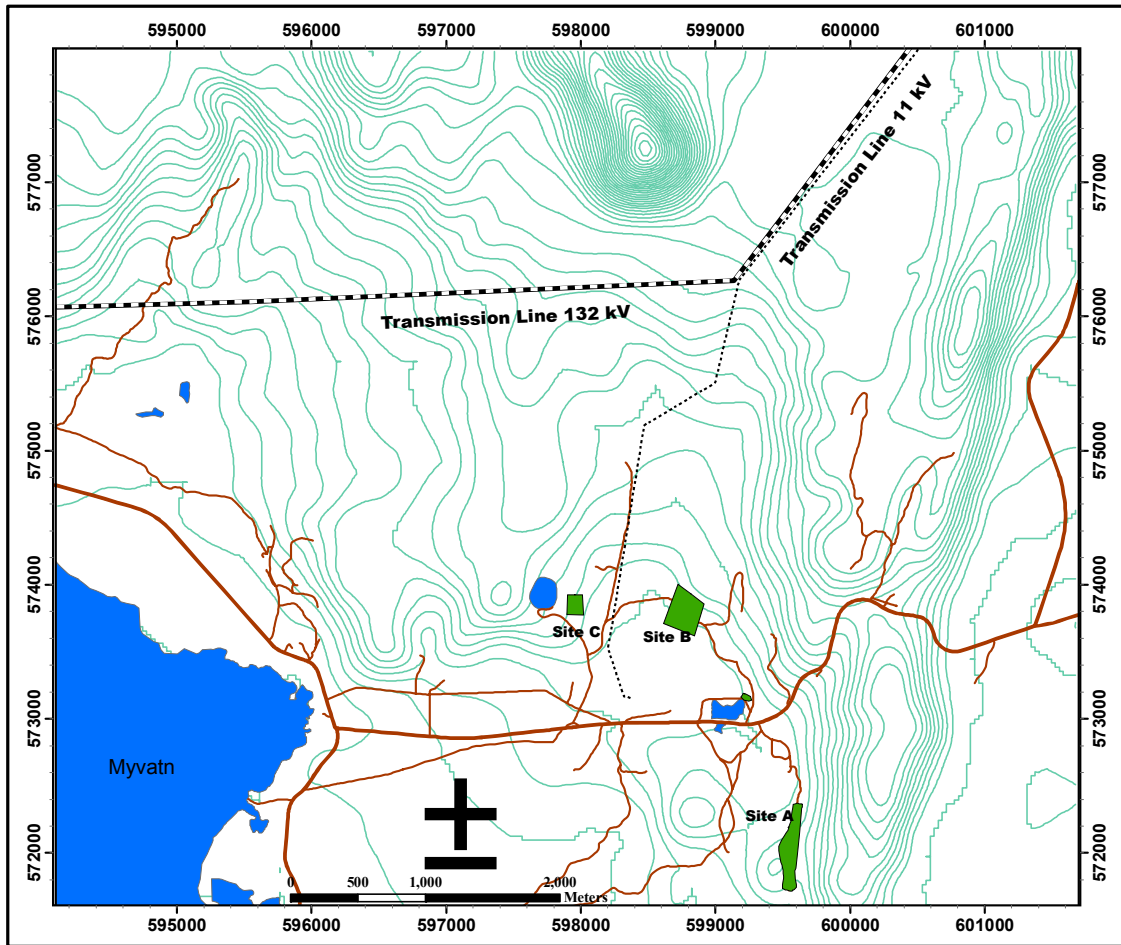 595000 596000 597000 598000 599000 600000 601000
577000
577000
Transmission Line 11 kV
576000
576000
Transmission Line 132 kV
575000
575000
574000
574000
Site C
Site B
573000
573000
Myvatn
Site A
572000
572000
0 500 1,000 2,000
Meters
595000 596000 597000 598000 599000 600000 601000